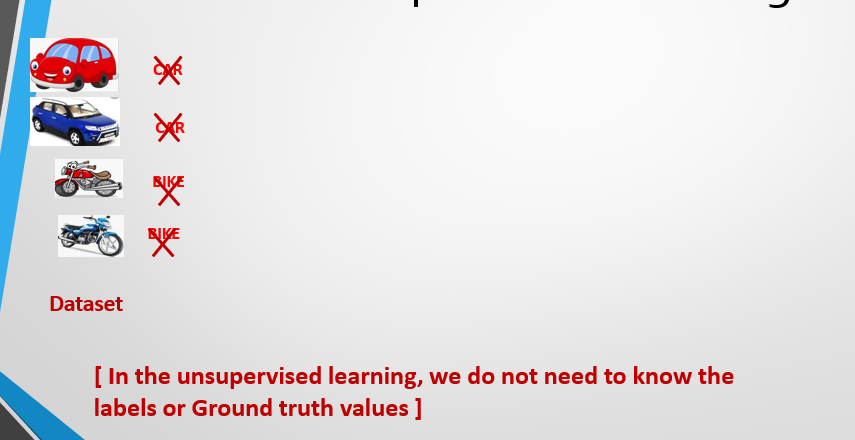 CAR
CAR
BIKE
BIKE
Dataset
[ In the unsupervised learning, we do not need to know the
labels or Ground truth values ]